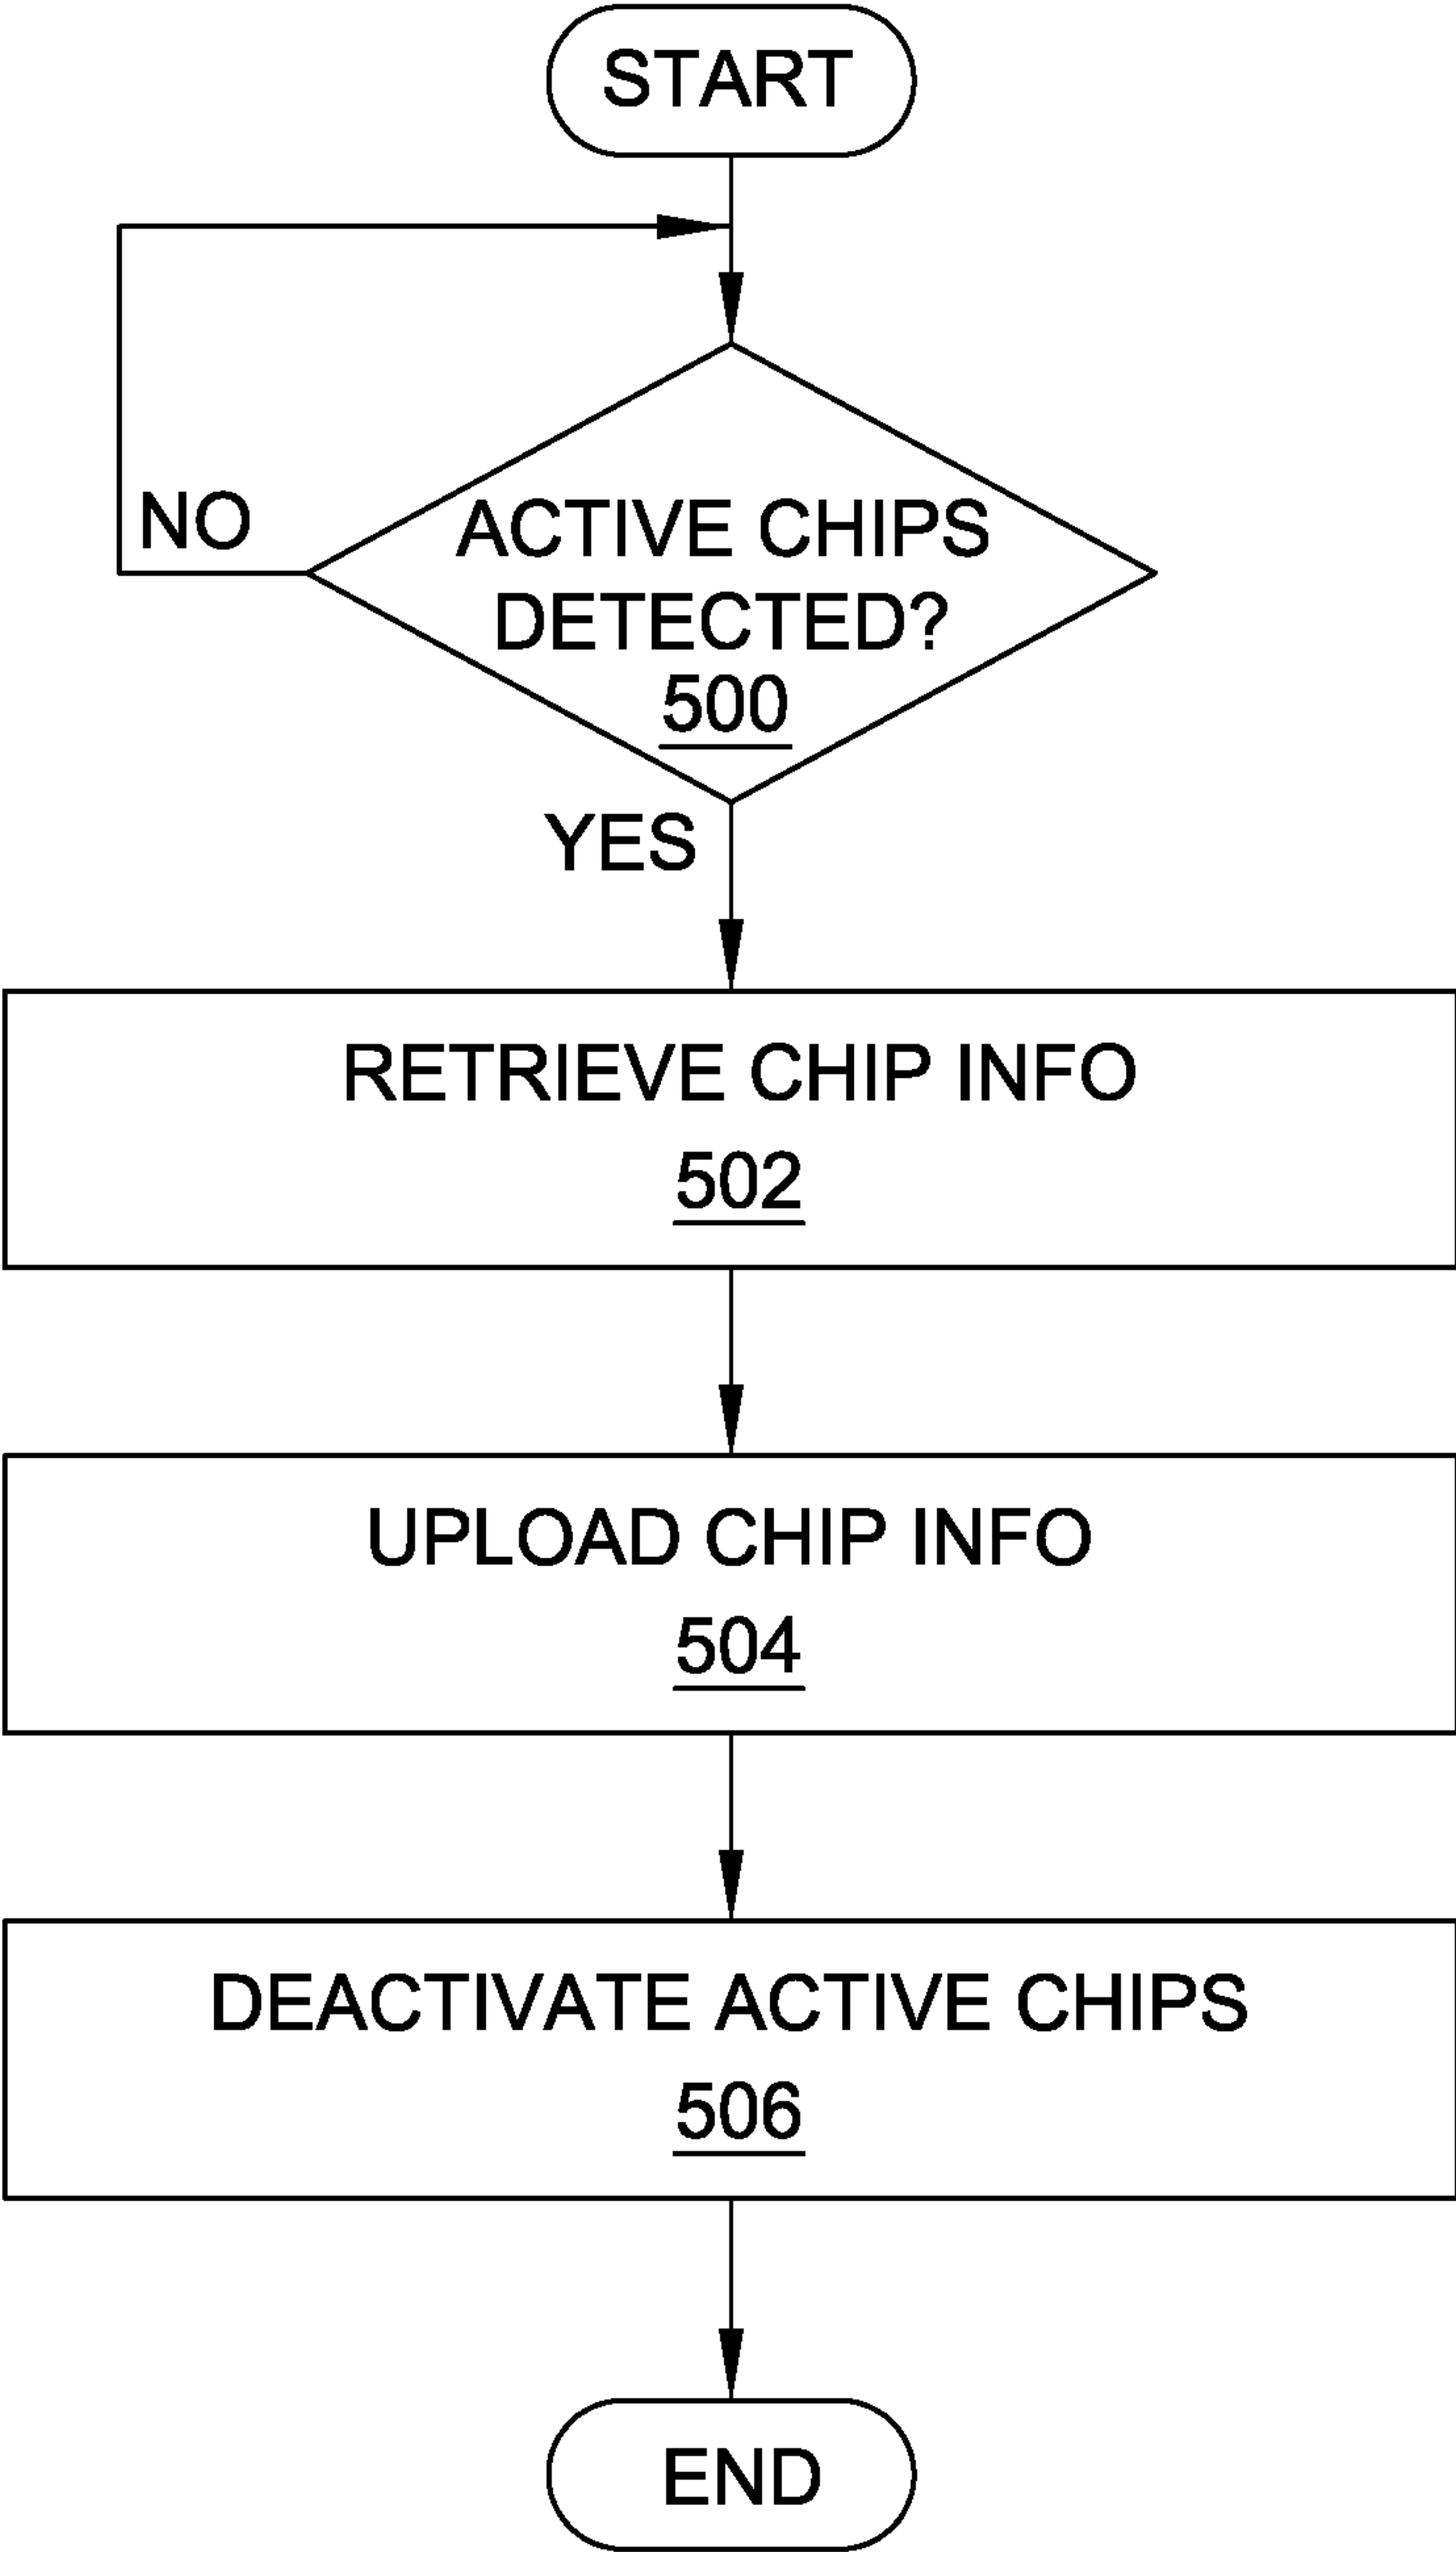 START
NO
ACTIVE CHIPS
DETECTED?
500
YES
RETRIEVE CHIP INFO
502
UPLOAD CHIP INFO
504
DEACTIVATE ACTIVE CHIPS
506
END